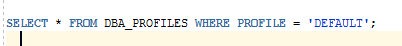 SELECT * FROM DBA_PROFILES WHERE PROFILE = 'DEFAULT';